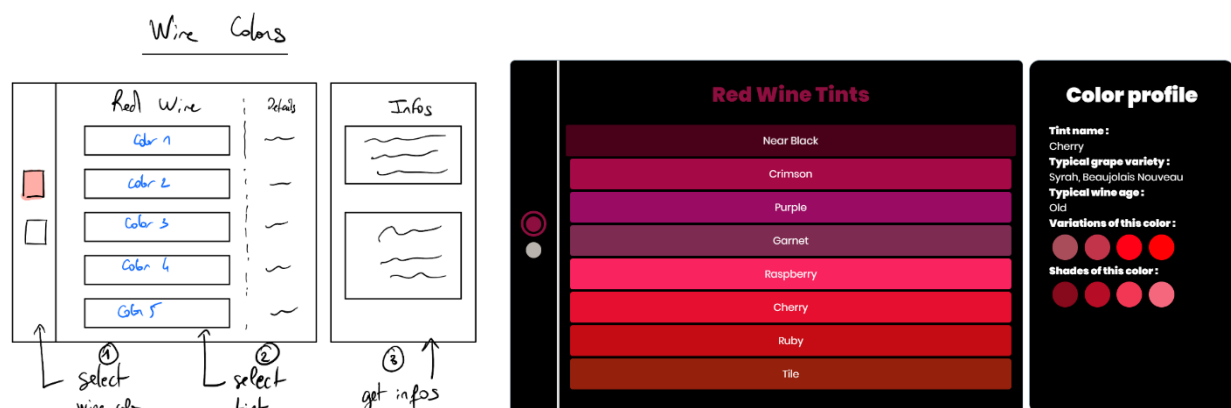 Wine Colors
Red Wine
Details
Color 1
Color 2
Color 3
Color 4
Color 5
1
select
wine color
2
select
tint
Infos
3
get infos
Red Wine Tints
Near Black
Crimson
Purple
Garnet
Raspberry
Cherry
Ruby
Tile
Color profile
Tint name :
Cherry
Typical grape variety :
Syrah, Beaujolais Nouveau
Typical wine age :
Old
Variations of this color :
Shades of this color :